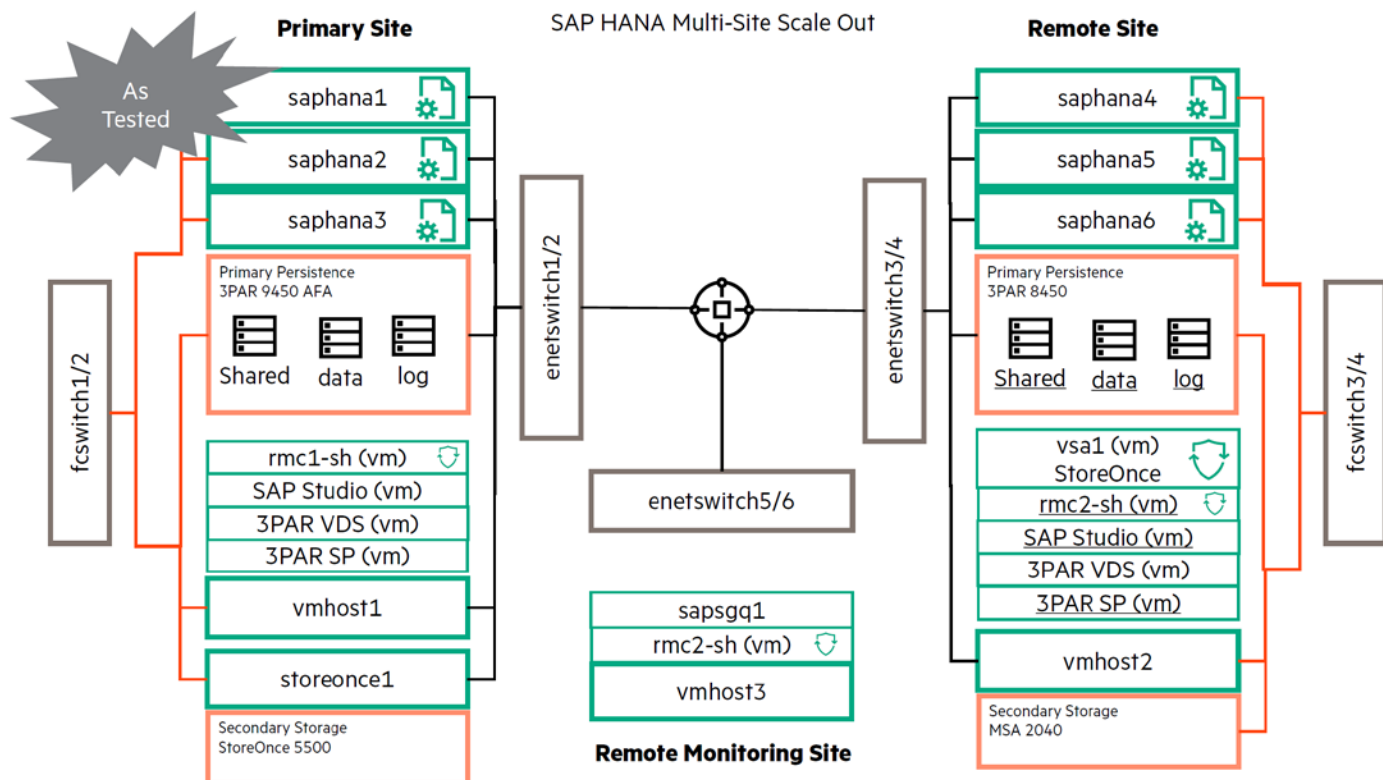 SAP HANA Multi-Site Scale Out
Primary Site
As
Tested
saphana1
saphana2
saphana3
Primary Persistence
3PAR 9450 AFA
Shared
data
log
fcswitch1/2
enetswitch1/2
rmc1-sh (vm)
SAP Studio (vm)
3PAR VDS (vm)
3PAR SP (vm)
vmhost1
storeonce1
Secondary Storage
StoreOnce 5500
enetswitch5/6
sapsgq1
rmc2-sh (vm)
vmhost3
Remote Monitoring Site
Remote Site
saphana4
saphana5
saphana6
enetswitch3/4
Primary Persistence
3PAR 8450
Shared
data
log
fcswitch3/4
vsa1 (vm)
StoreOnce
rmc2-sh (vm)
SAP Studio (vm)
3PAR VDS (vm)
3PAR SP (vm)
vmhost2
Secondary Storage
MSA 2040